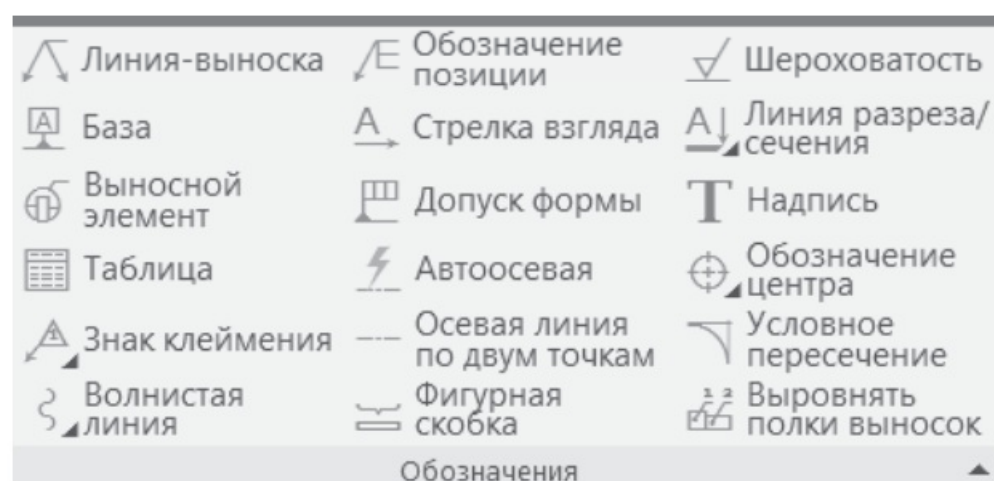 Линия-выноска
Обозначение
позиции
Шероховатость
База
Стрелка взгляда
Линия разреза/
сечения
Выносной
элемент
Допуск формы
Надпись
Таблица
Автоосевая
Обозначение
центра
Знак клеймения
Осевая линия
по двум точкам
Условное
пересечение
Волнистая
линия
Фигурная
скобка
Выровнять
полки выносок
Обозначения